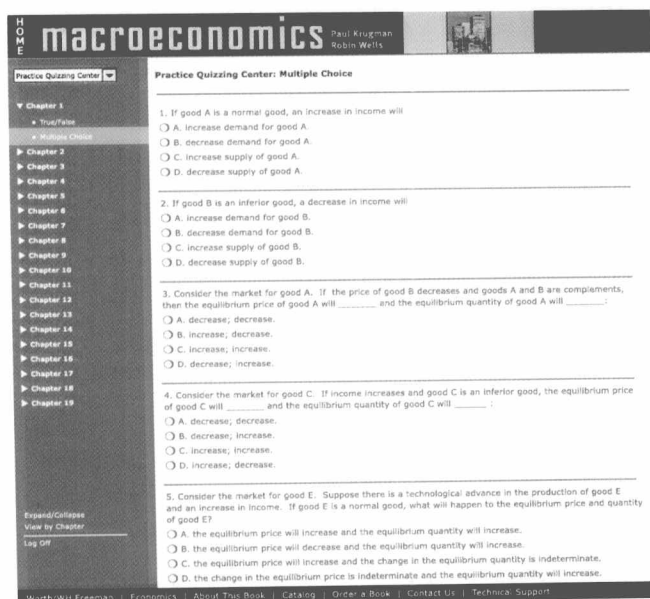 HOME
macroeconomics
Paul Krugman
Robin Wells
Practice Quizzing Center
Chapter 1
True/False
Multiple Choice
Chapter 2
Chapter 3
Chapter 4
Chapter 5
Chapter 6
Chapter 7
Chapter 8
Chapter 9
Chapter 10
Chapter 11
Chapter 12
Chapter 13
Chapter 14
Chapter 15
Chapter 16
Chapter 17
Chapter 18
Chapter 19
Expand/Collapse
View by Chapter
Log Off
Practice Quizzing Center: Multiple Choice
1. If good A is a normal good, an increase in income will
A. increase demand for good A.
B. decrease demand for good A.
C. increase supply of good A.
D. decrease supply of good A.
2. If good B is an inferior good, a decrease in income will
A. increase demand for good B.
B. decrease demand for good B.
C. increase supply of good B.
D. decrease supply of good B.
3. Consider the market for good A. If the price of good B decreases and goods A and B are complements,
then the equilibrium price of good A will ______ and the equilibrium quantity of good A will ______:
A. decrease; decrease.
B. increase; decrease.
C. increase; increase.
D. decrease; increase.
4. Consider the market for good C. If income increases and good C is an inferior good, the equilibrium price
of good C will ______ and the equilibrium quantity of good C will ______ :
A. decrease; decrease.
B. decrease; increase.
C. increase; increase.
D. increase; decrease.
5. Consider the market for good E. Suppose there is a technological advance in the production of good E
and an increase in income. If good E is a normal good, what will happen to the equilibrium price and quantity
of good E?
A. the equilibrium price will increase and the equilibrium quantity will increase.
B. the equilibrium price will decrease and the equilibrium quantity will increase.
C. the equilibrium price will increase and the change in the equilibrium quantity is indeterminate.
D. the change in the equilibrium price is indeterminate and the equilibrium quantity will increase.
Worth/WH Freeman | Economics | About This Book | Catalog | Order a Book | Contact Us | Technical Support